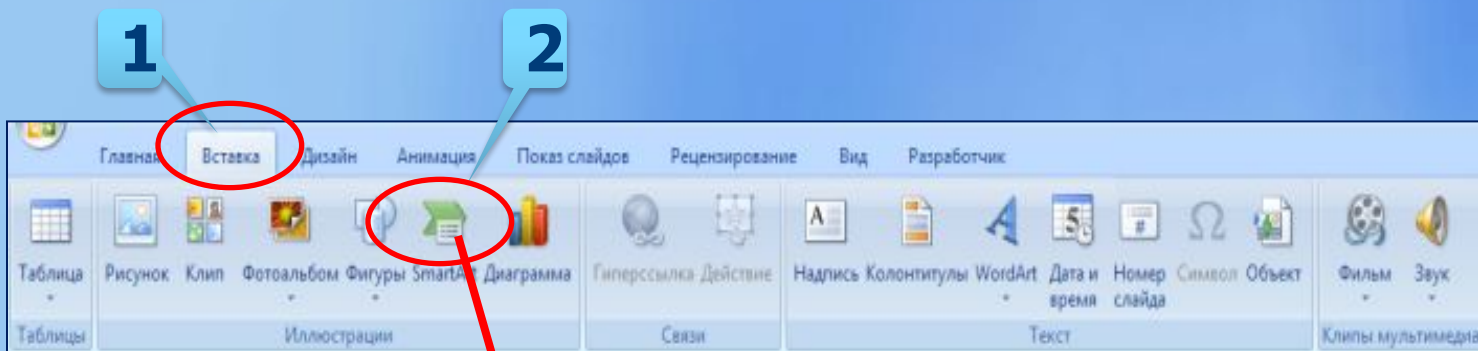 1
2
Главная Вставка Дизайн Анимация Показ слайдов Рецензирование Вид Разработчик
Таблица Рисунок Клип Фотоальбом Фигуры SmartArt Диаграмма Гиперссылка Действие Надпись Колонтитулы WordArt Дата и Номер Символ Объект Фильм Звук
время слайда
Таблицы Иллюстрации Связи Текст Клипы мультимедиа